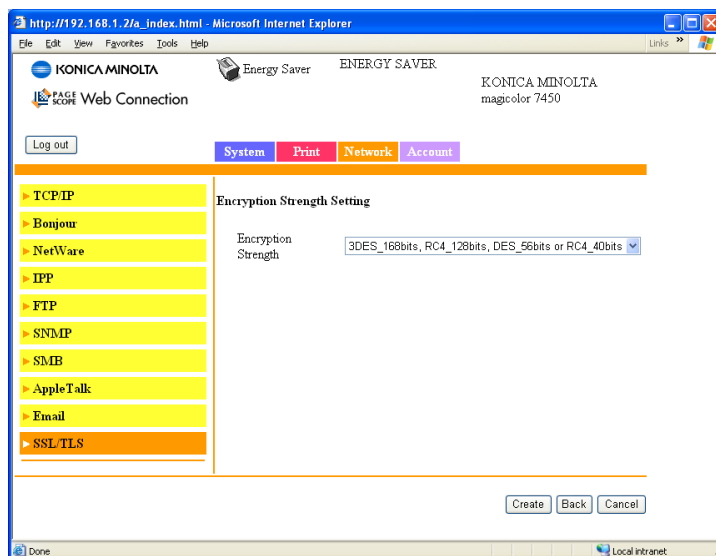 http://192.168.1.2/a_index.html - Microsoft Internet Explorer
File Edit View Favorites Tools Help Links »
KONICA MINOLTA
Energy Saver
ENERGY SAVER
PAGE SCOPE Web Connection
KONICA MINOLTA
magicolor 7450
Log out
System Print Network Account
TCP/IP
Bonjour
NetWare
IPP
FTP
SNMP
SMB
AppleTalk
Email
SSL/TLS
Encryption Strength Setting
Encryption
Strength
3DES_168bits, RC4_128bits, DES_56bits or RC4_40bits
Create Back Cancel
Done Local intranet